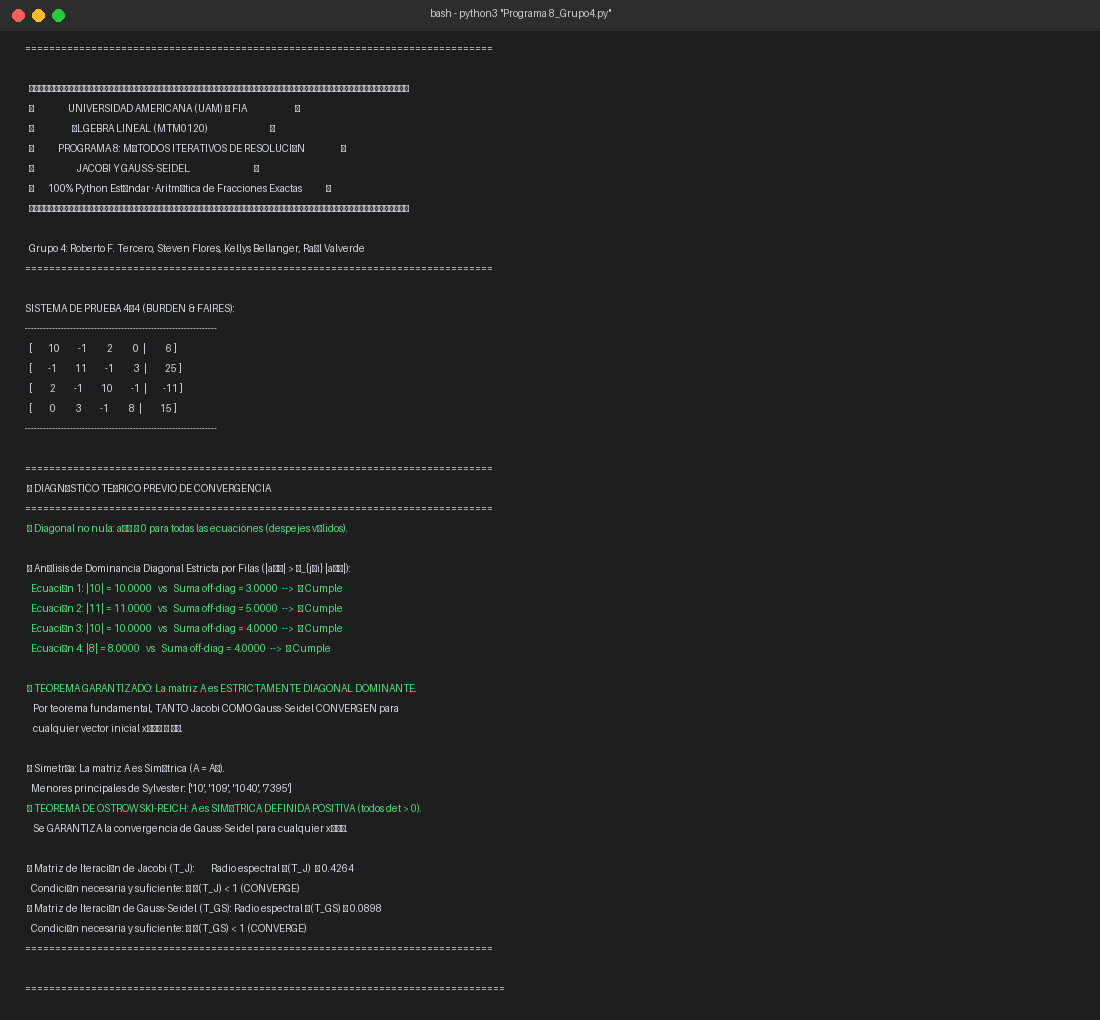 bash - python3 "Programa 8_Grupo4.py"
==============================================================================
▯▯▯▯▯▯▯▯▯▯▯▯▯▯▯▯▯▯▯▯▯▯▯▯▯▯▯▯▯▯▯▯▯▯▯▯▯▯▯▯▯▯▯▯▯▯▯▯▯▯▯▯▯▯▯▯▯▯▯▯▯▯▯▯▯▯▯▯▯▯▯▯▯▯▯▯
▯ UNIVERSIDAD AMERICANA (UAM) ▯ FIA ▯
▯ ▯LGEBRA LINEAL (MTM0120) ▯
▯ PROGRAMA 8: M▯TODOS ITERATIVOS DE RESOLUCI▯N ▯
▯ JACOBI Y GAUSS-SEIDEL ▯
▯ 100% Python Est▯ndar · Aritm▯tica de Fracciones Exactas ▯
▯▯▯▯▯▯▯▯▯▯▯▯▯▯▯▯▯▯▯▯▯▯▯▯▯▯▯▯▯▯▯▯▯▯▯▯▯▯▯▯▯▯▯▯▯▯▯▯▯▯▯▯▯▯▯▯▯▯▯▯▯▯▯▯▯▯▯▯▯▯▯▯▯▯▯▯
Grupo 4: Roberto F. Tercero, Steven Flores, Kellys Bellanger, Ra▯l Valverde
==============================================================================
SISTEMA DE PRUEBA 4▯4 (BURDEN & FAIRES):
----------------------------------------------------------------
[ 10 -1 2 0 | 6 ]
[ -1 11 -1 3 | 25 ]
[ 2 -1 10 -1 | -11 ]
[ 0 3 -1 8 | 15 ]
----------------------------------------------------------------
==============================================================================
▯ DIAGN▯STICO TE▯RICO PREVIO DE CONVERGENCIA
==============================================================================
▯ Diagonal no nula: a▯▯ ▯ 0 para todas las ecuaciones (despejes v▯lidos).
▯ An▯lisis de Dominancia Diagonal Estricta por Filas (|a▯▯| > ▯_{j▯i} |a▯▯|):
Ecuaci▯n 1: |10| = 10.0000 vs Suma off-diag = 3.0000 --> ▯ Cumple
Ecuaci▯n 2: |11| = 11.0000 vs Suma off-diag = 5.0000 --> ▯ Cumple
Ecuaci▯n 3: |10| = 10.0000 vs Suma off-diag = 4.0000 --> ▯ Cumple
Ecuaci▯n 4: |8| = 8.0000 vs Suma off-diag = 4.0000 --> ▯ Cumple
▯ TEOREMA GARANTIZADO: La matriz A es ESTRICTAMENTE DIAGONAL DOMINANTE.
Por teorema fundamental, TANTO Jacobi COMO Gauss-Seidel CONVERGEN para
cualquier vector inicial x▯▯▯ ▯ ▯▯.
▯ Simetr▯a: La matriz A es Sim▯trica (A = A▯).
Menores principales de Sylvester: ['10', '109', '1040', '7395']
▯ TEOREMA DE OSTROWSKI-REICH: A es SIM▯TRICA DEFINIDA POSITIVA (todos det > 0).
Se GARANTIZA la convergencia de Gauss-Seidel para cualquier x▯▯▯.
▯ Matriz de Iteraci▯n de Jacobi (T_J): Radio espectral ▯(T_J) ▯ 0.4264
Condici▯n necesaria y suficiente: ▯ ▯(T_J) < 1 (CONVERGE)
▯ Matriz de Iteraci▯n de Gauss-Seidel (T_GS): Radio espectral ▯(T_GS) ▯ 0.0898
Condici▯n necesaria y suficiente: ▯ ▯(T_GS) < 1 (CONVERGE)
==============================================================================
================================================================================